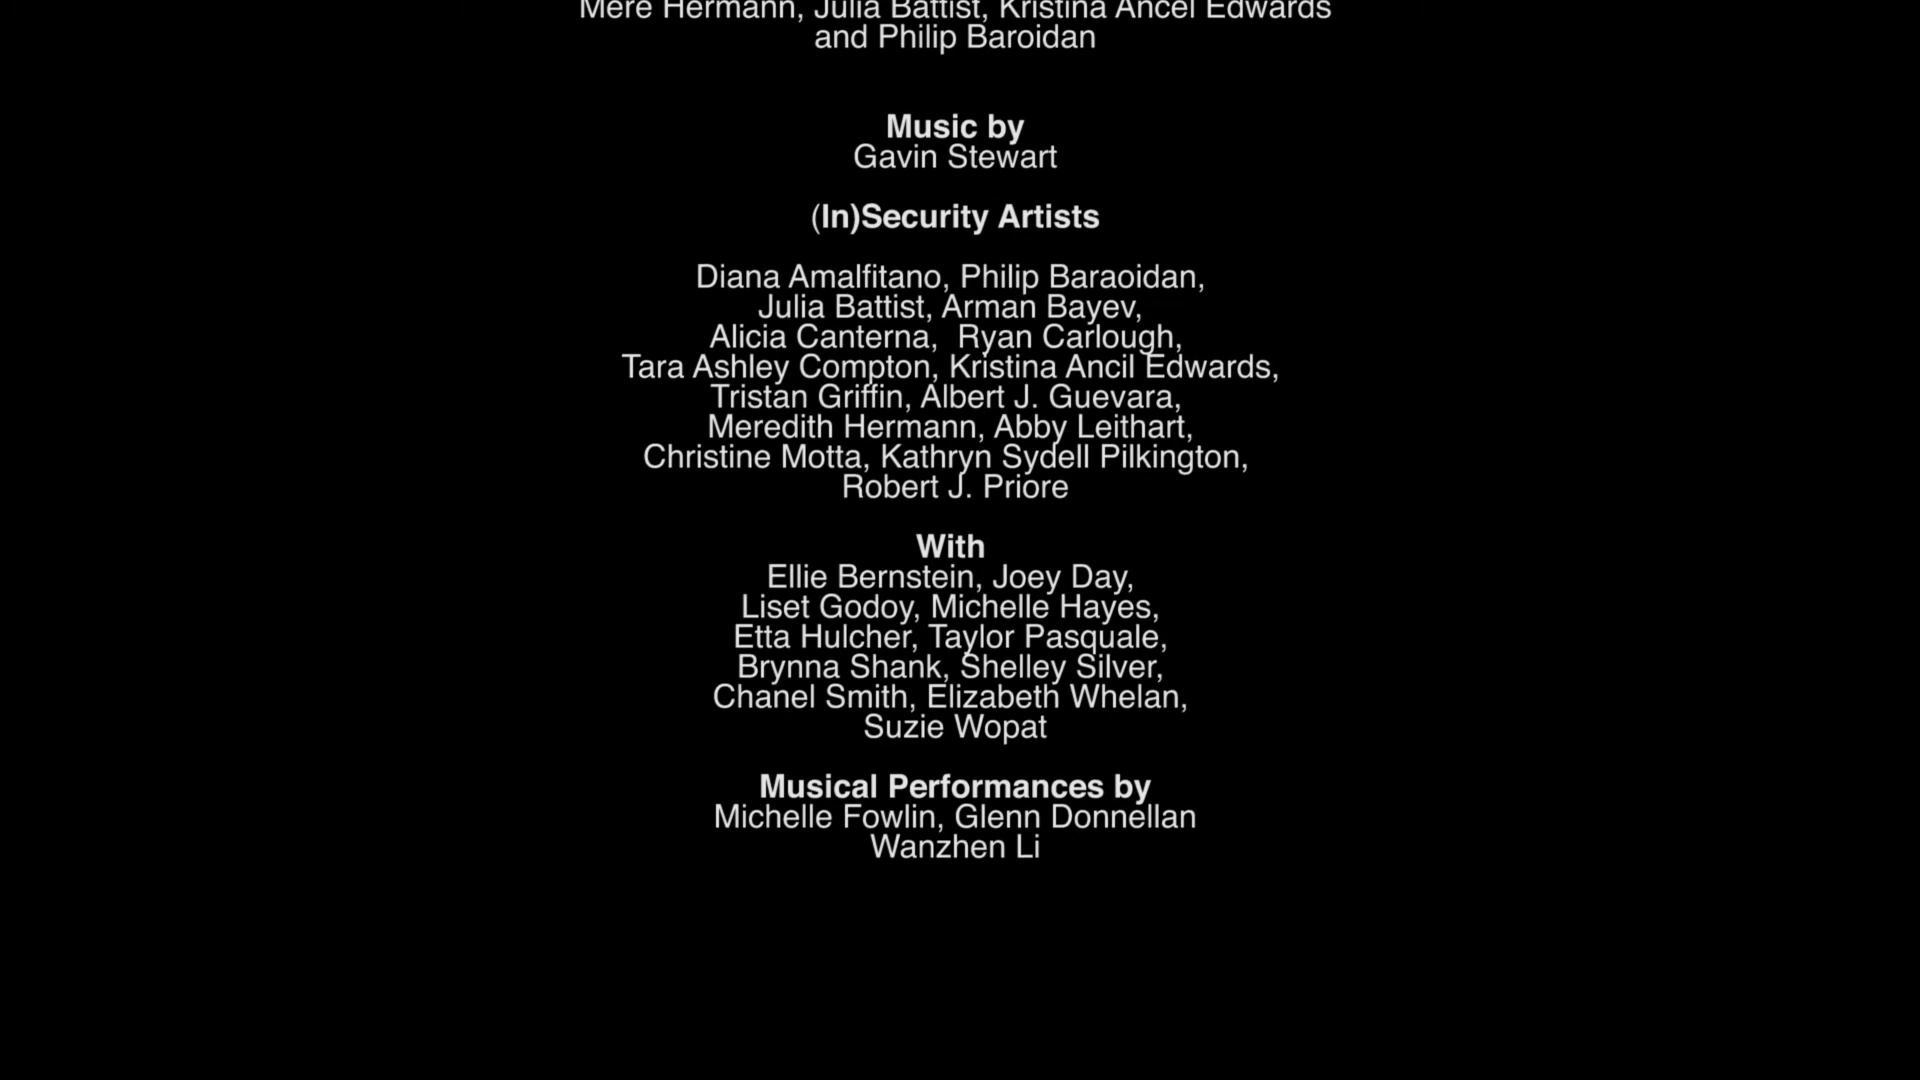 Mere Hermann, Julia Battist, Kristina Ancel Edwards
and Philip Baroidan
Music by
Gavin Stewart
(In)Security Artists
Diana Amalfitano, Philip Baraoidan,
Julia Battist, Arman Bayev,
Alicia Canterna,  Ryan Carlough,
Tara Ashley Compton, Kristina Ancil Edwards,
Tristan Griffin, Albert J. Guevara,
Meredith Hermann, Abby Leithart,
Christine Motta, Kathryn Sydell Pilkington,
Robert J. Priore
With
Ellie Bernstein, Joey Day,
Liset Godoy, Michelle Hayes,
Etta Hulcher, Taylor Pasquale,
Brynna Shank, Shelley Silver,
Chanel Smith, Elizabeth Whelan,
Suzie Wopat
Musical Performances by
Michelle Fowlin, Glenn Donnellan
Wanzhen Li